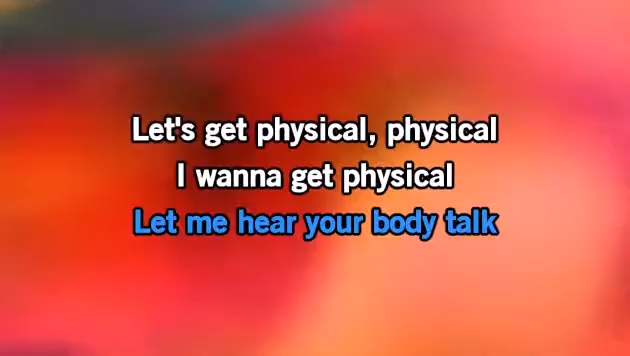 Let's get physical, physical
I wanna get physical
Let me hear your body talk